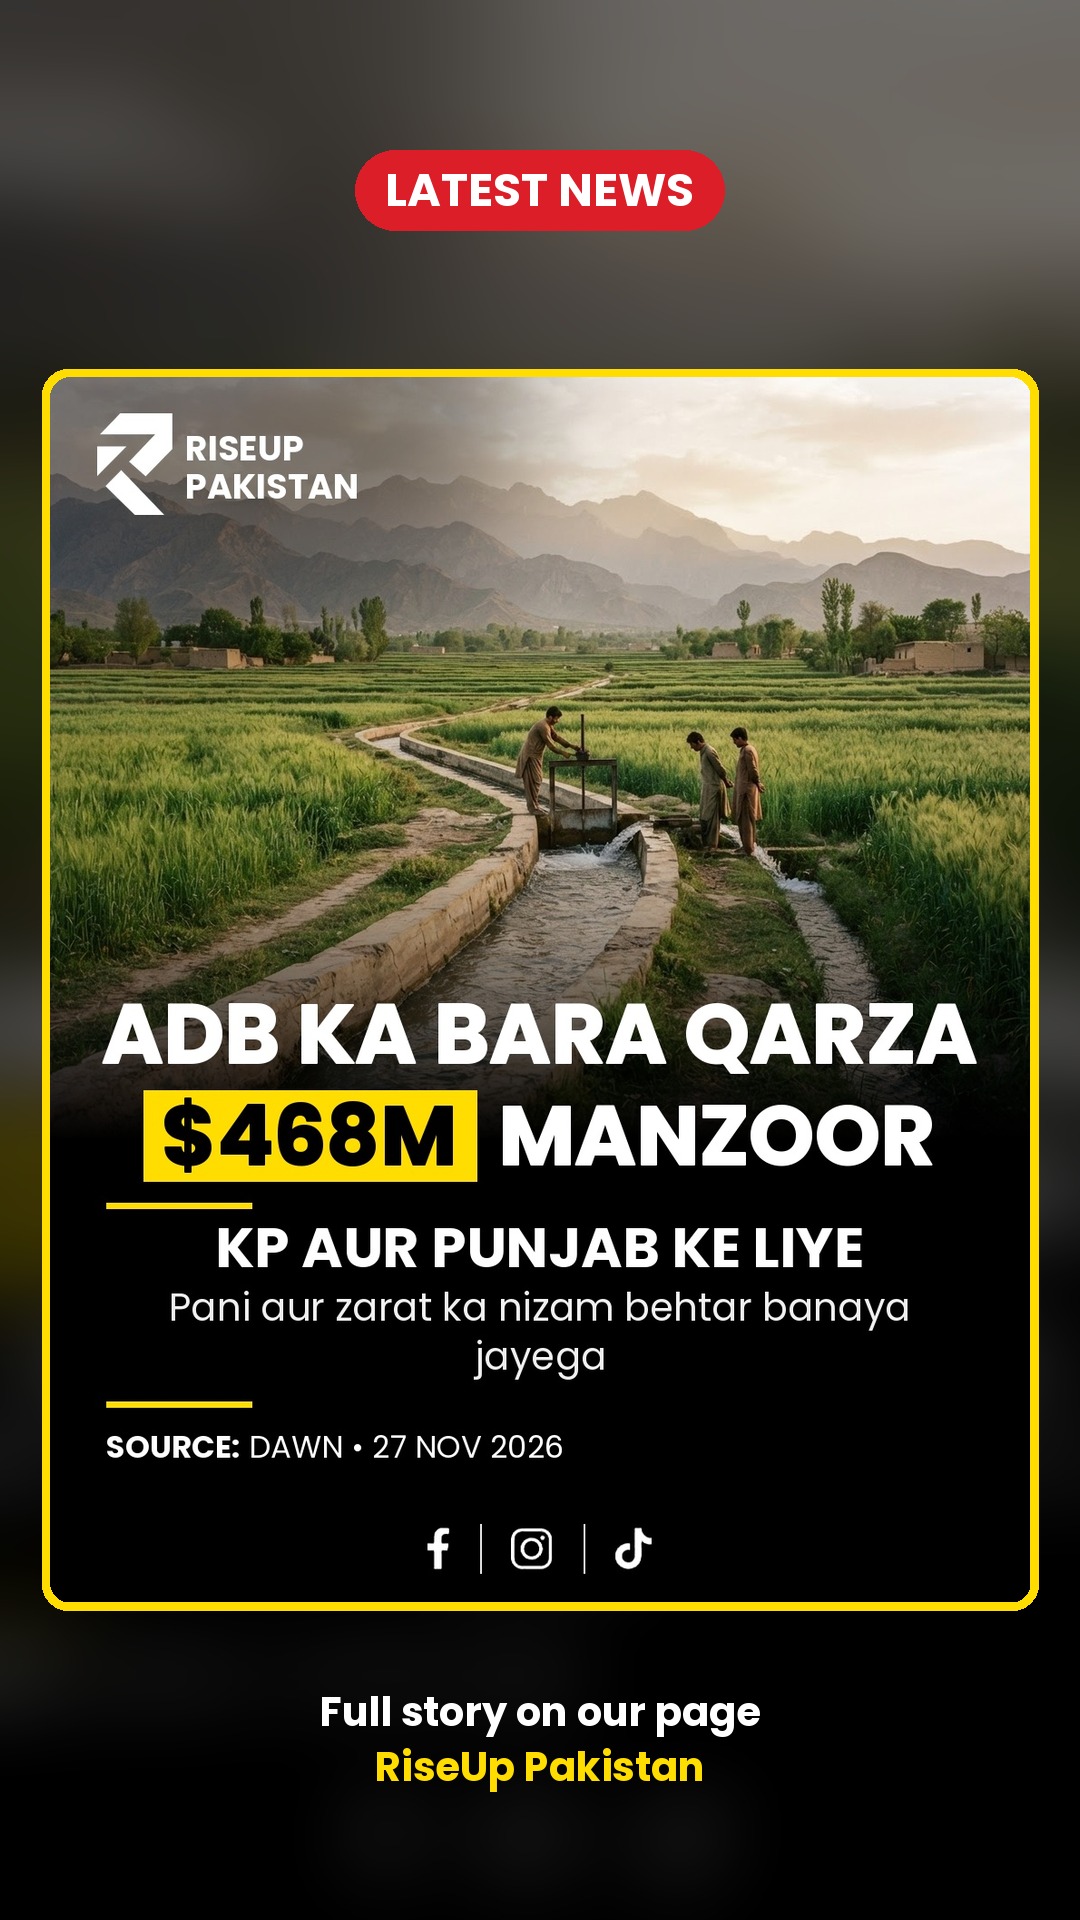 LATEST NEWS
RISEUP
PAKISTAN
ADB KA BARA QARZA
$468M MANZOOR
KP AUR PUNJAB KE LIYE
Pani aur zarat ka nizam behtar banaya
jayega
SOURCE: DAWN • 27 NOV 2026
Full story on our page
RiseUp Pakistan